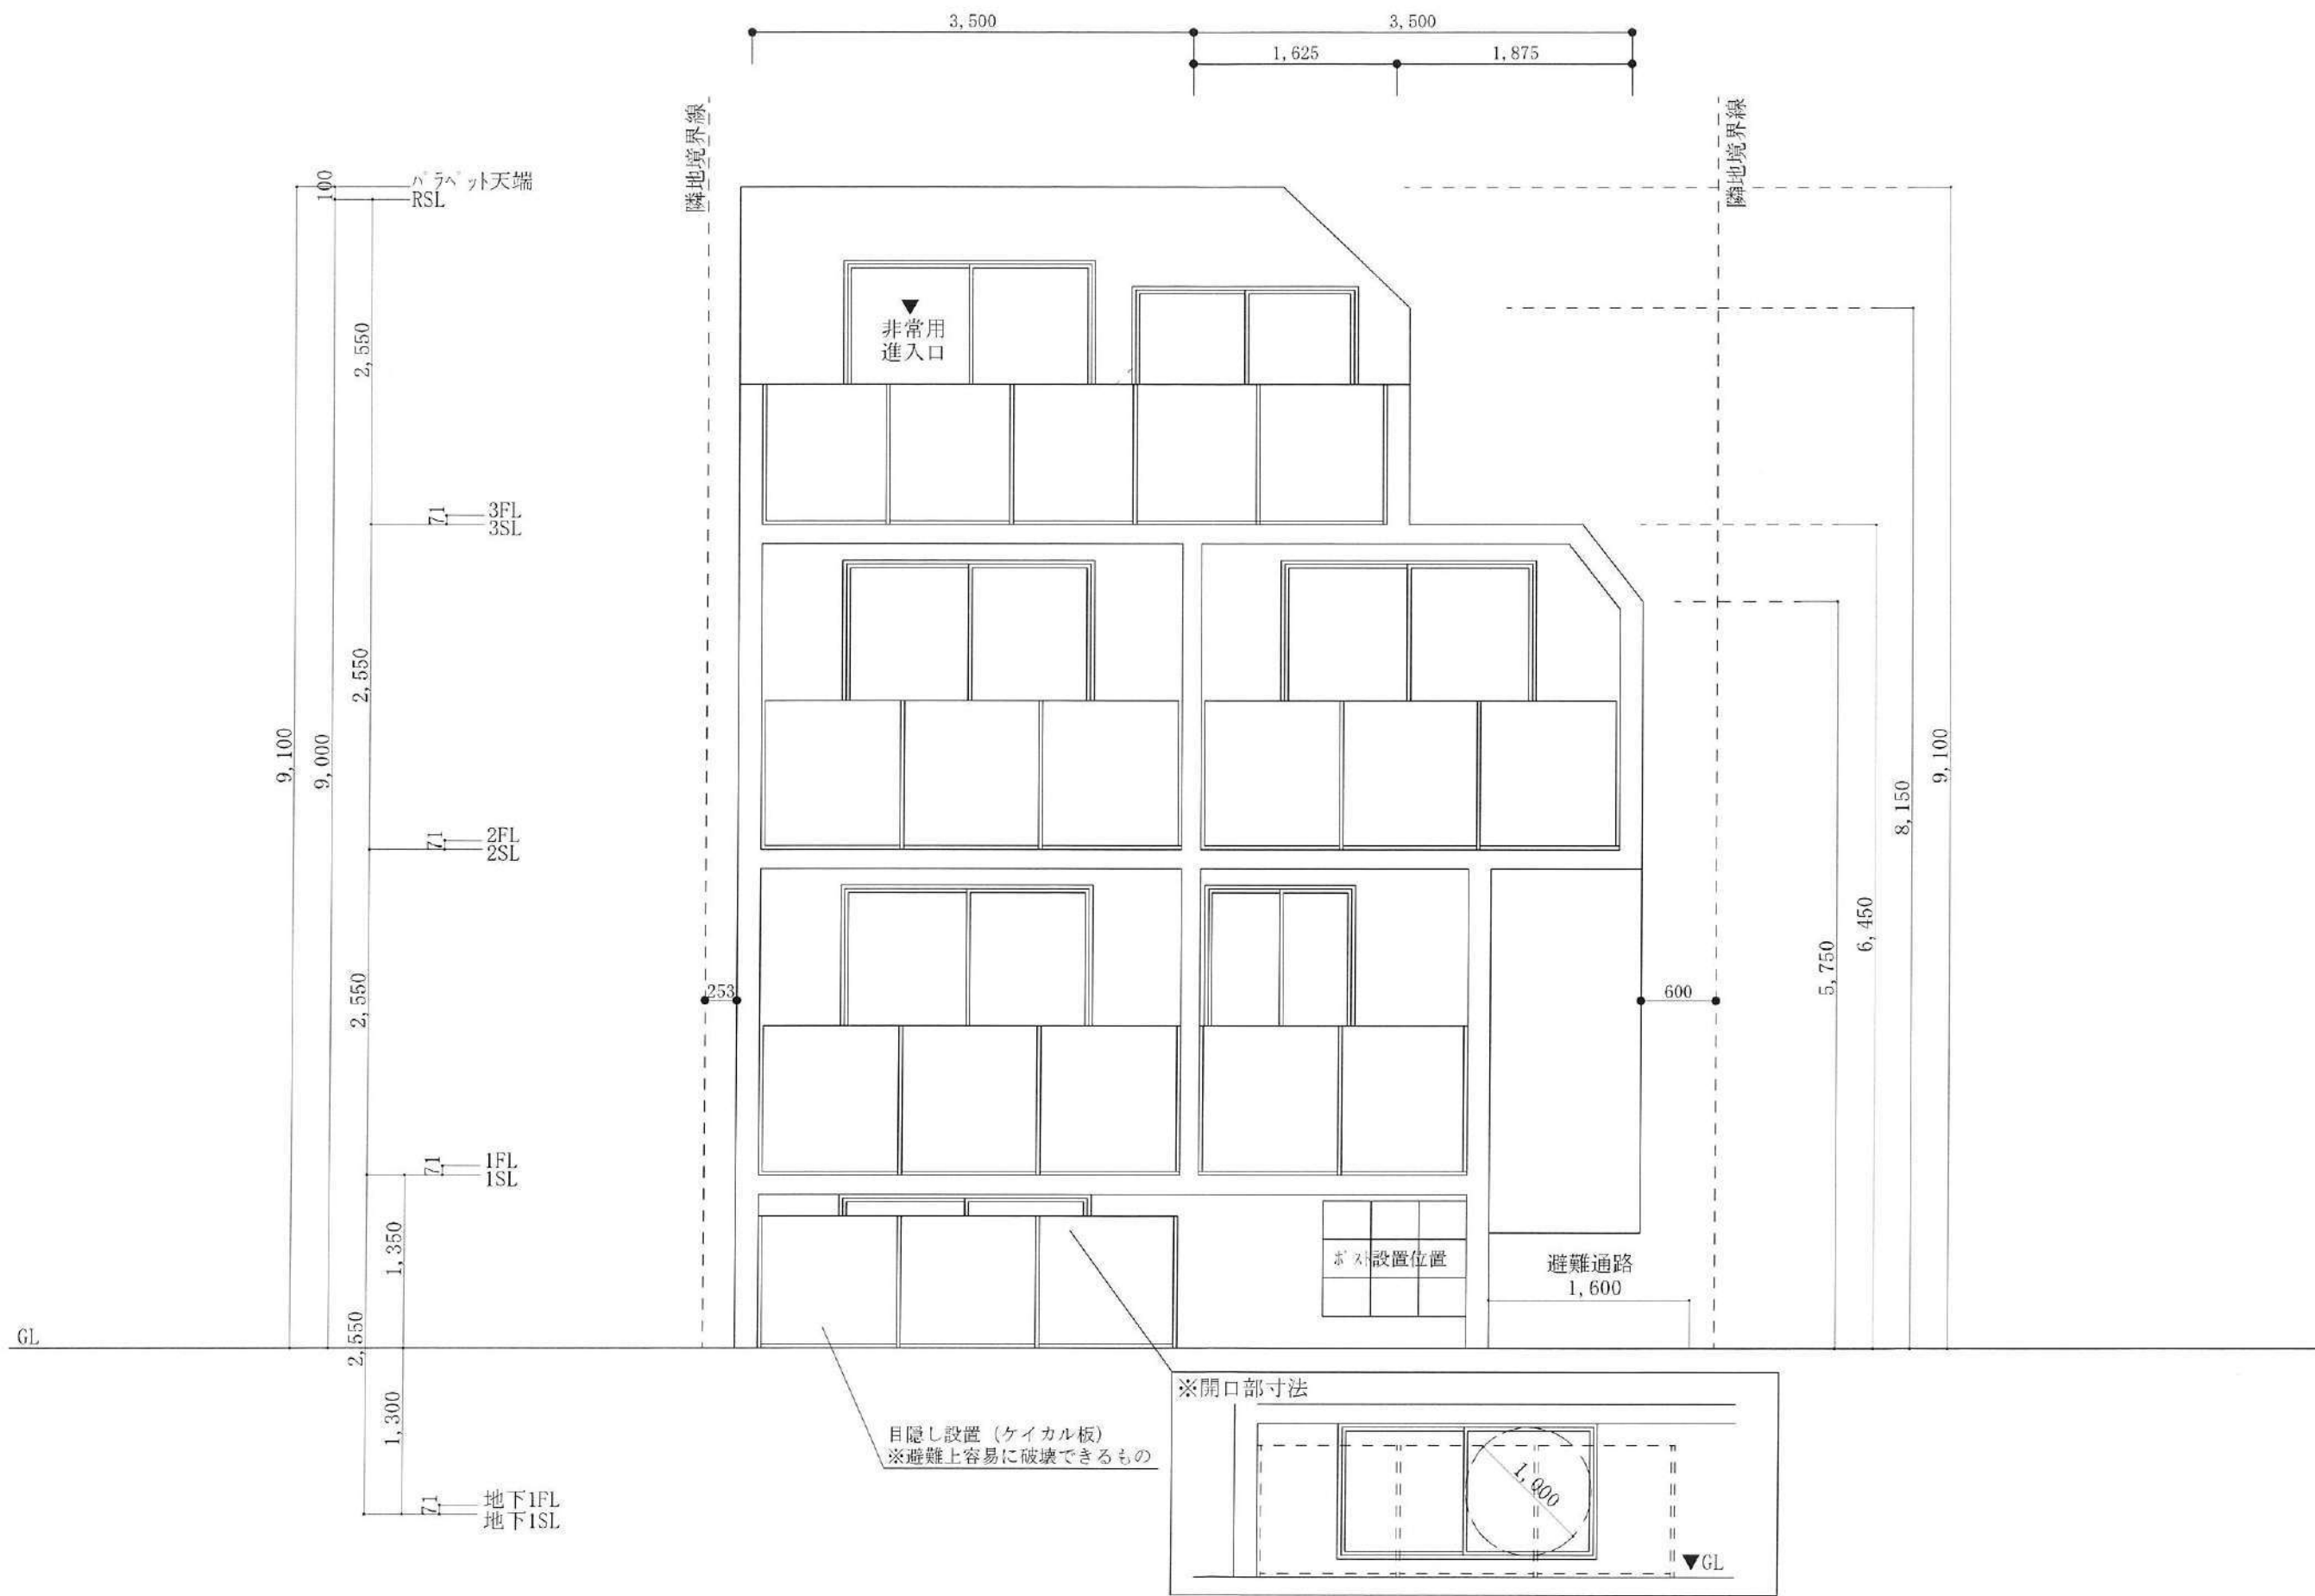 3,500
3,500
1,625
1,875
隣地境界線
隣地境界線
100
パラペット天端
RSL
2,550
非常用
進入口
71
3FL
3SL
2,550
9,100
9,000
71
2FL
2SL
9,100
8,150
6,450
5,750
2,550
253
600
71
1FL
1SL
1,350
ポスト設置位置
避難通路
1,600
GL
2,550
1,300
※開口部寸法
目隠し設置（ケイカル板）
※避難上容易に破壊できるもの
1,000
71
地下1FL
地下1SL
▼GL